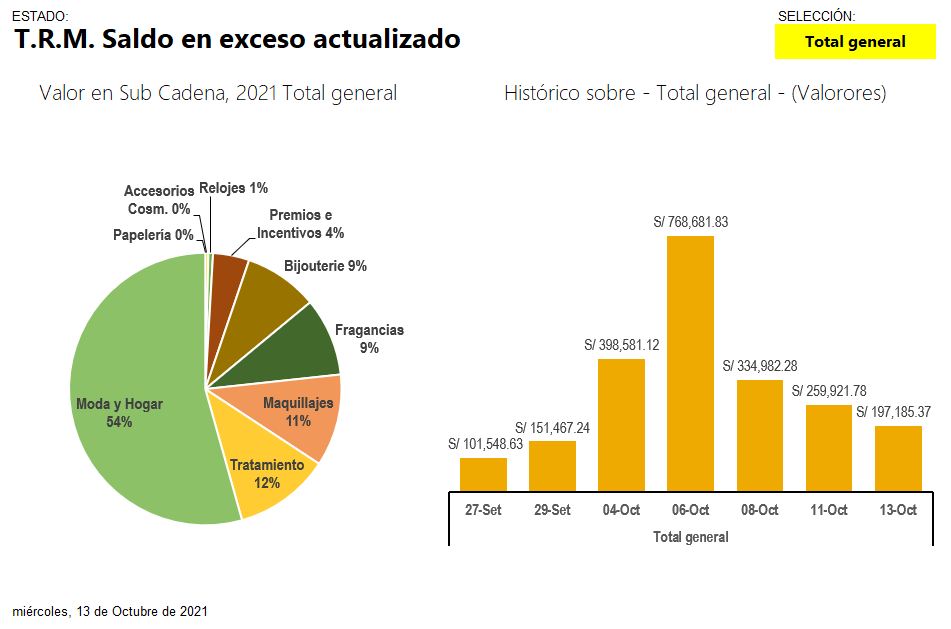 ESTADO:
T.R.M. Saldo en exceso actualizado
SELECCIÓN:
Total general
Valor en Sub Cadena, 2021 Total general
Accesorios
Cosm. 0%
Relojes 1%
Papelería 0%
Premios e
Incentivos 4%
Bijouterie 9%
Fragancias
9%
Maquillajes
11%
Tratamiento
12%
Moda y Hogar
54%
Histórico sobre - Total general - (Valorores)
S/ 101,548.63
S/ 151,467.24
S/ 398,581.12
S/ 768,681.83
S/ 334,982.28
S/ 259,921.78
S/ 197,185.37
27-Set
29-Set
04-Oct
06-Oct
08-Oct
11-Oct
13-Oct
Total general
miércoles, 13 de Octubre de 2021